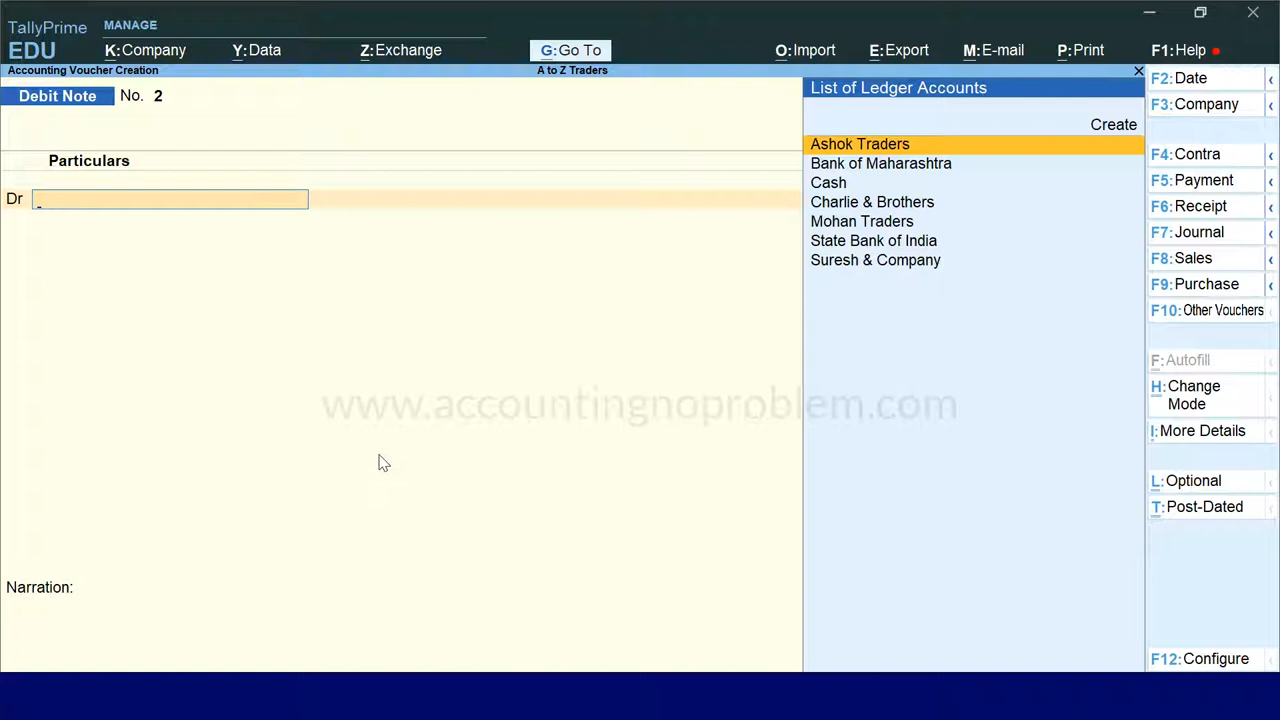 TallyPrime
EDU
MANAGE
K:Company
Y:Data
Z:Exchange
G:Go To
O:Import
E:Export
M:E-mail
P:Print
F1:Help
Accounting Voucher Creation
A to Z Traders
Debit Note No. 2
Particulars
Dr
Narration:
List of Ledger Accounts
Create
Ashok Traders
Bank of Maharashtra
Cash
Charlie & Brothers
Mohan Traders
State Bank of India
Suresh & Company
F2:Date
F3:Company
F4:Contra
F5:Payment
F6:Receipt
F7:Journal
F8:Sales
F9:Purchase
F10:Other Vouchers
F:Autofill
H:Change
Mode
I:More Details
L:Optional
T:Post-Dated
F12:Configure
www.accountingnoproblem.com